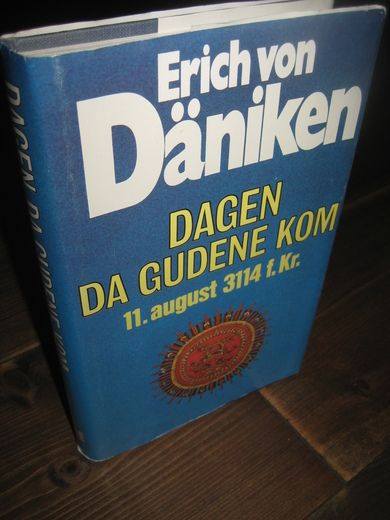 Erich von
Däniken
DAGEN
DA GUDENE KOM
11. august 3114 f. Kr.
DAGEN DA GUDENE KOM